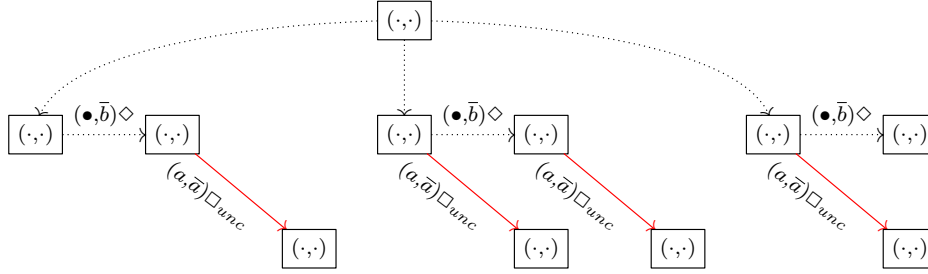 (·,·)
(·,·) (•,b̅)◇ (·,·) (·,·) (•,b̅)◇ (·,·) (·,·) (•,b̅)◇ (·,·)
(a,a̅)□unc (a,a̅)□unc (a,a̅)□unc (a,a̅)□unc
(·,·) (·,·) (·,·) (·,·)